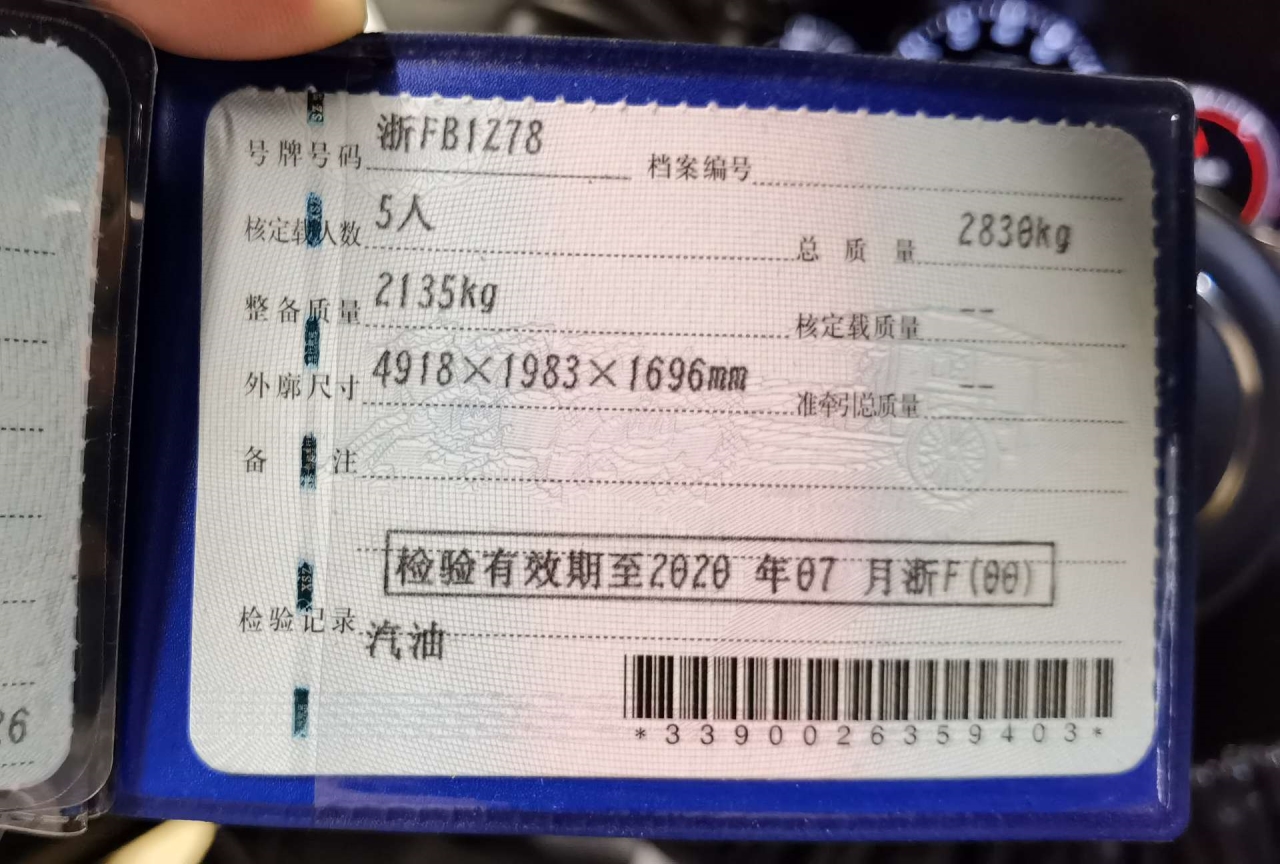 号牌号码 浙FB1Z78 档案编号
核定载人数 5人 总质量 2830kg
整备质量 2135kg 核定载质量 --
外廓尺寸 4918×1983×1696mm 准牵引总质量 --
备注
检验有效期至2020 年07 月浙F(00)
检验记录 汽油
*3390026359403*
26